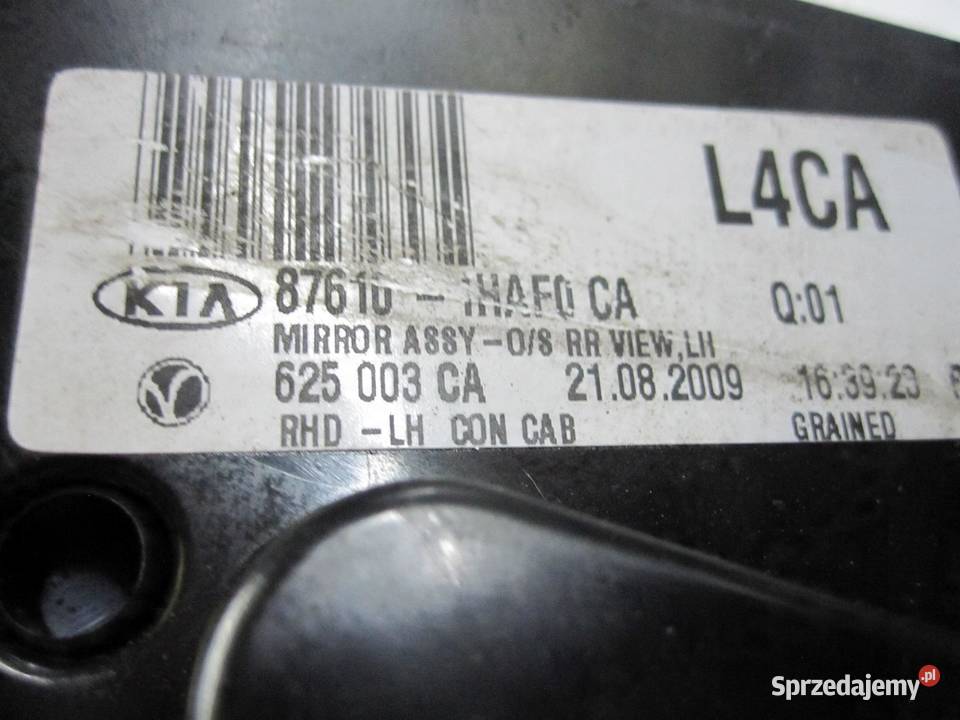 L4CA
KIA 87610-1HAF0 CA Q:01
MIRROR ASSY-O/S RR VIEW,LH
625 003 CA 21.08.2009 16:39:23
RHD -LH CON CAB GRAINED
Sprzedajemy.pl